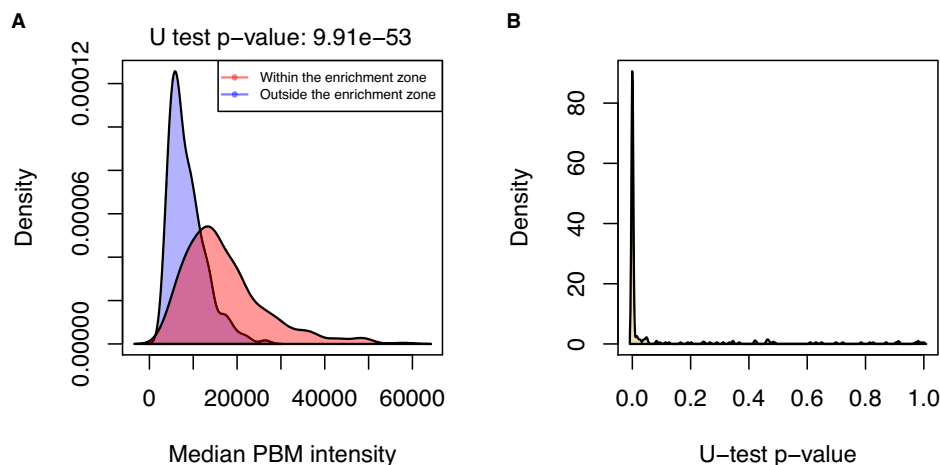 A
U test p−value: 9.91e−53
Within the enrichment zone
Outside the enrichment zone
Density
0.00000
0.00006
0.00012
0
20000
40000
60000
Median PBM intensity
B
Density
0
20
40
60
80
0.0
0.2
0.4
0.6
0.8
1.0
U−test p−value